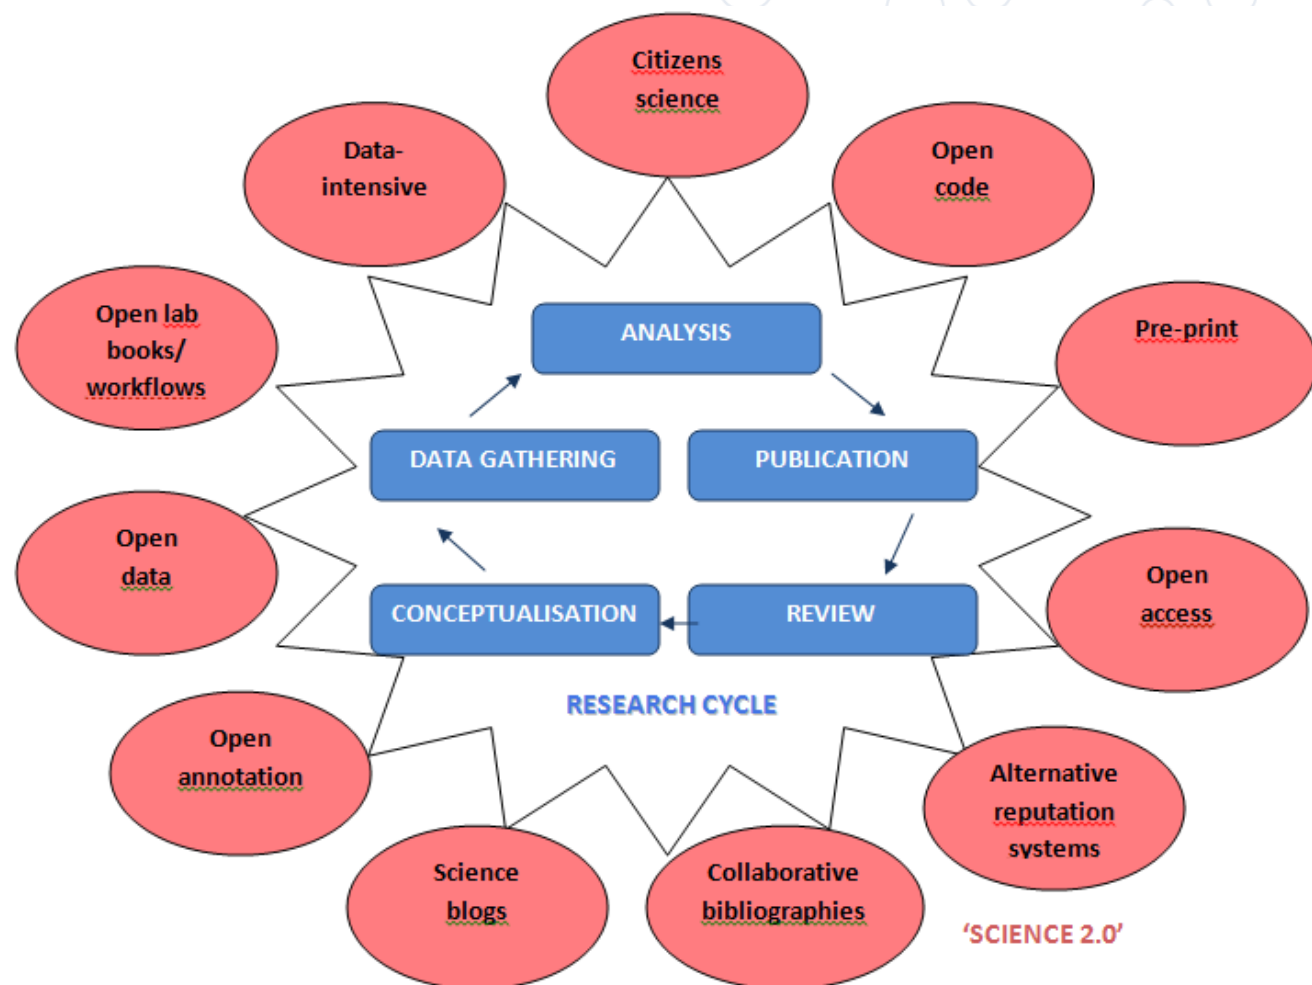 Citizens
science
Data-
intensive
Open
code
Open lab
books/
workflows
Pre-print
ANALYSIS
DATA GATHERING
PUBLICATION
Open
data
Open
access
CONCEPTUALISATION
REVIEW
RESEARCH CYCLE
Open
annotation
Alternative
reputation
systems
Science
blogs
Collaborative
bibliographies
‘SCIENCE 2.0’